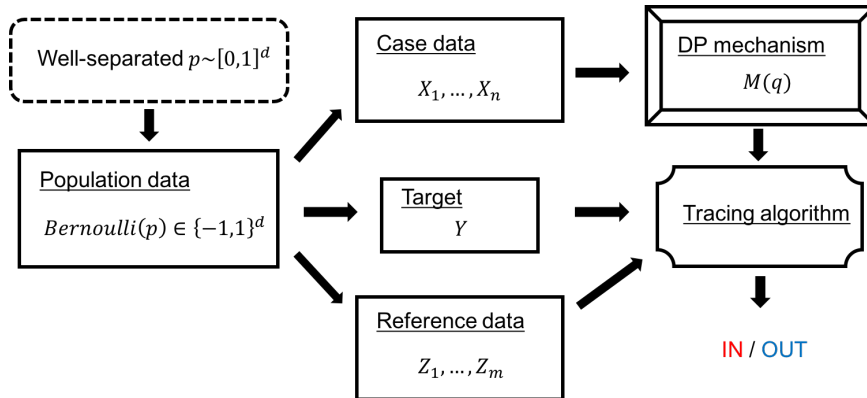 Well-separated p~[0,1]^d
Population data
Bernoulli(p) ∈ {−1,1}^d
Case data
X_1, … , X_n
Target
Y
Reference data
Z_1, … , Z_m
DP mechanism
M(q)
Tracing algorithm
IN / OUT